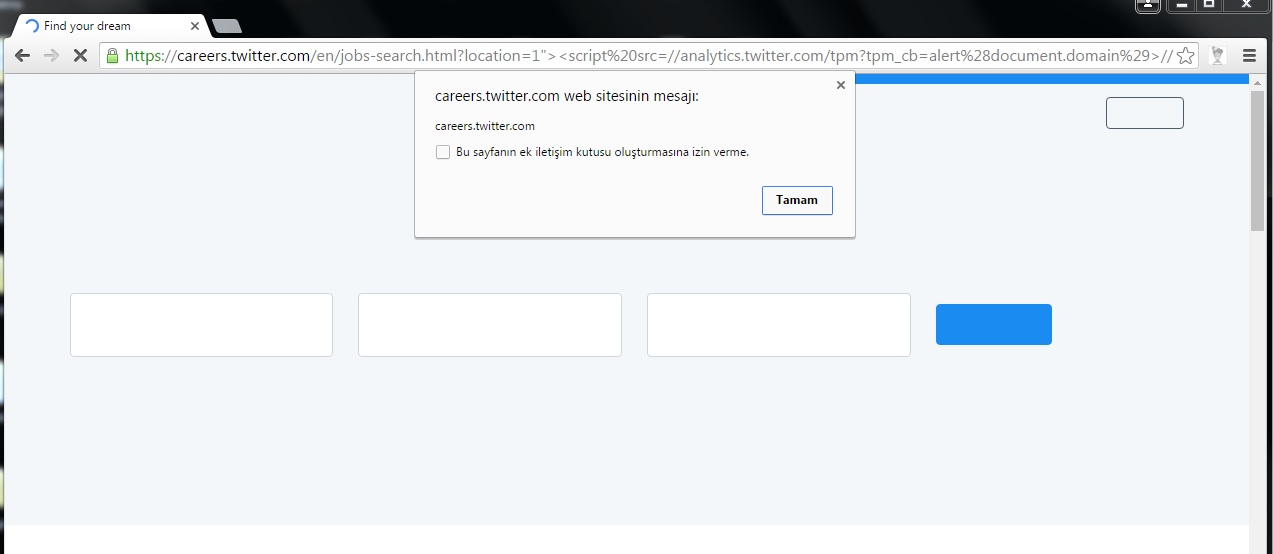 Find your dream
https://careers.twitter.com/en/jobs-search.html?location=1"><script%20src=//analytics.twitter.com/tpm?tpm_cb=alert%28document.domain%29>//
careers.twitter.com web sitesinin mesajı:
careers.twitter.com
Bu sayfanın ek iletişim kutusu oluşturmasına izin verme.
Tamam